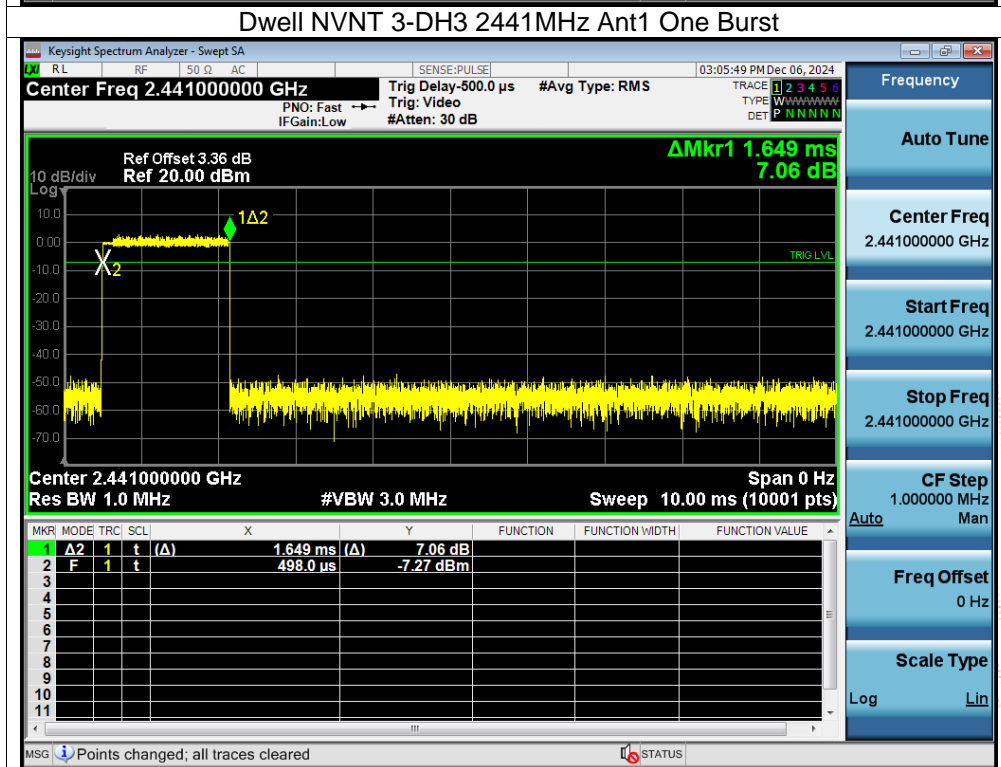 Dwell NVNT 3-DH3 2441MHz Ant1 One Burst
Keysight Spectrum Analyzer - Swept SA
LXI RL RF 50 Ω AC SENSE:PULSE 03:05:49 PM Dec 06, 2024
Center Freq 2.441000000 GHz
PNO: Fast
IFGain:Low
Trig Delay-500.0 µs
Trig: Video
#Atten: 30 dB
#Avg Type: RMS
TRACE 1 2 3 4 5 6
TYPE WWWWWW
DET P N N N N N
Frequency
Auto Tune
Center Freq
2.441000000 GHz
Start Freq
2.441000000 GHz
Stop Freq
2.441000000 GHz
CF Step
1.000000 MHz
Auto Man
Freq Offset
0 Hz
Scale Type
Log Lin
ΔMkr1 1.649 ms
7.06 dB
Ref Offset 3.36 dB
10 dB/div Ref 20.00 dBm
Log
10.0
0.00
-10.0
-20.0
-30.0
-40.0
-50.0
-60.0
-70.0
1Δ2
X2
TRIG LVL
Center 2.441000000 GHz Span 0 Hz
Res BW 1.0 MHz #VBW 3.0 MHz Sweep 10.00 ms (10001 pts)
MKR MODE TRC SCL X Y FUNCTION FUNCTION WIDTH FUNCTION VALUE
1 Δ2 1 t (Δ) 1.649 ms (Δ) 7.06 dB
2 F 1 t 498.0 µs -7.27 dBm
3
4
5
6
7
8
9
10
11
MSG Points changed; all traces cleared STATUS